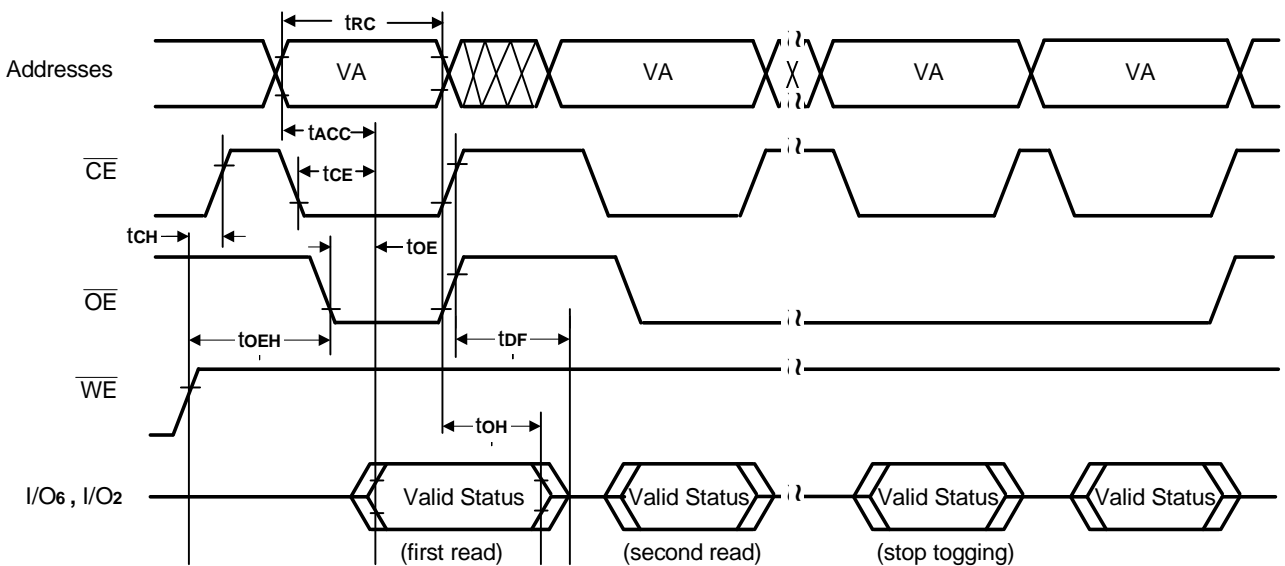 tRC
Addresses VA VA VA VA
tACC
CE tCE
tCH tOE
OE
tOEH tDF
WE
tOH
I/O6 , I/O2 Valid Status Valid Status Valid Status Valid Status
(first read) (second read) (stop togging)